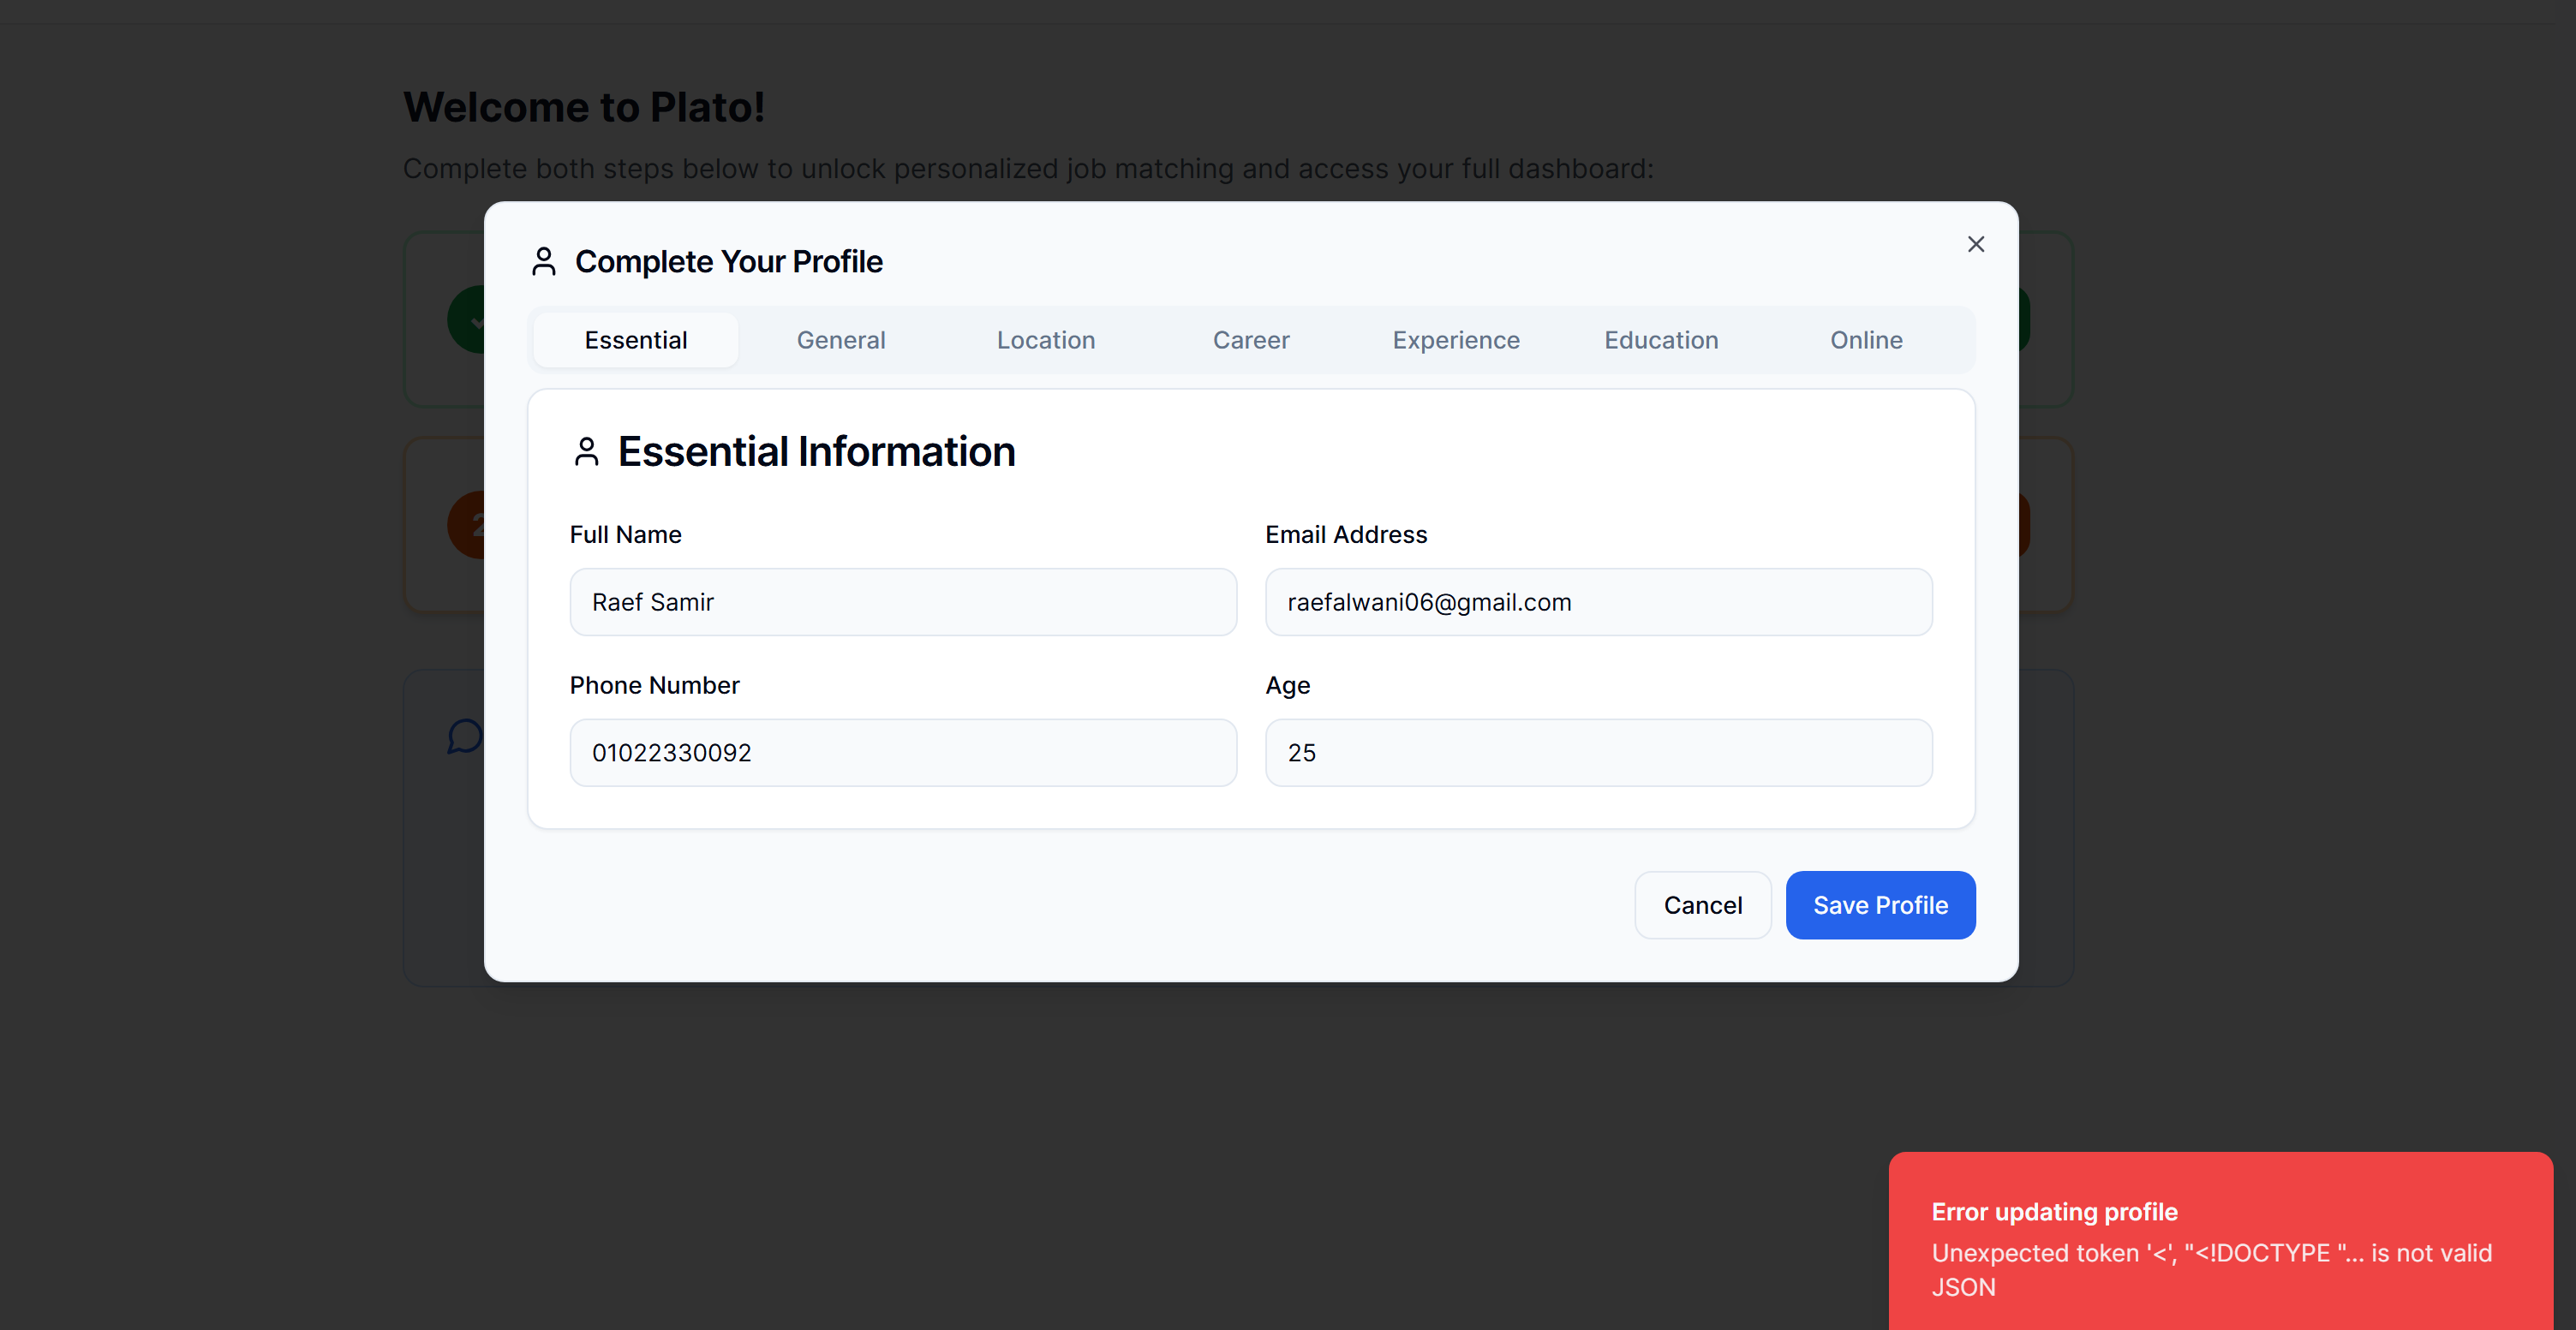 Welcome to Plato!
Complete both steps below to unlock personalized job matching and access your full dashboard:
Complete Your Profile
Essential General Location Career Experience Education Online
2
Essential Information
Full Name Email Address
Raef Samir raefalwani06@gmail.com
Phone Number Age
01022330092 25
Cancel Save Profile
Error updating profile
Unexpected token '<', "<!DOCTYPE "... is not valid
JSON